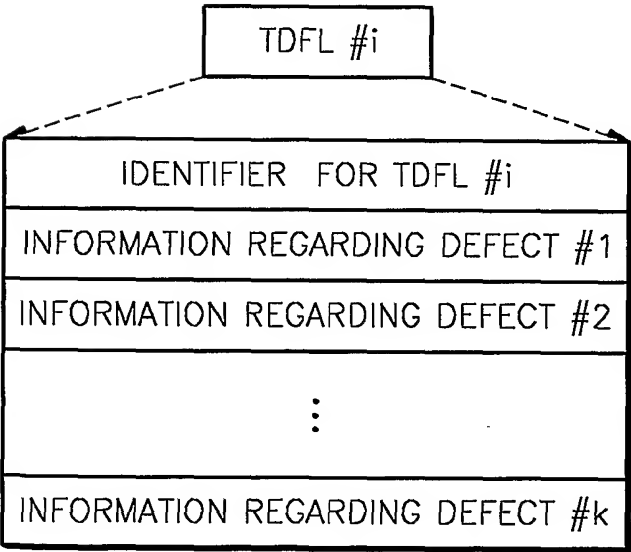 TDFL #i
IDENTIFIER FOR TDFL #i
INFORMATION REGARDING DEFECT #1
INFORMATION REGARDING DEFECT #2
⋮
INFORMATION REGARDING DEFECT #k